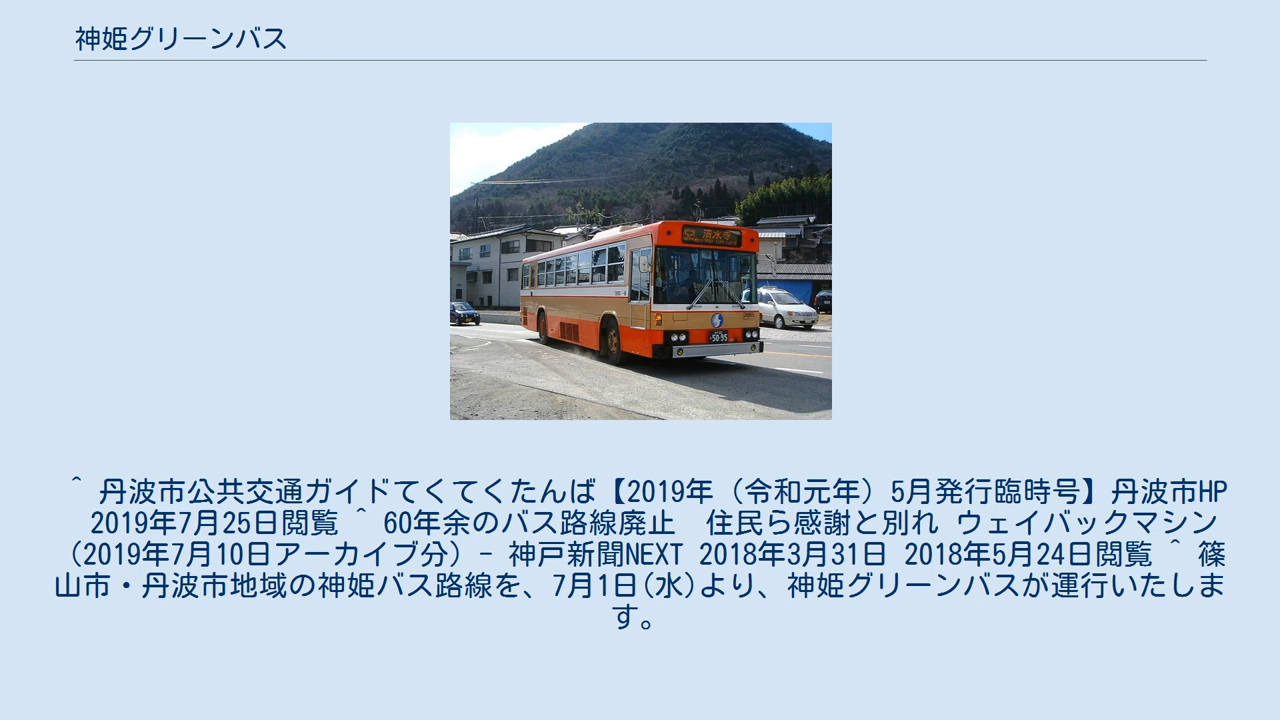 神姫グリーンバス
清水寺
50-95
^ 丹波市公共交通ガイドてくてくたんば【2019年（令和元年）5月発行臨時号】丹波市HP
2019年7月25日閲覧 ^ 60年余のバス路線廃止　住民ら感謝と別れ ウェイバックマシン
（2019年7月10日アーカイブ分）- 神戸新聞NEXT 2018年3月31日 2018年5月24日閲覧 ^ 篠
山市・丹波市地域の神姫バス路線を、7月1日(水)より、神姫グリーンバスが運行いたしま
す。